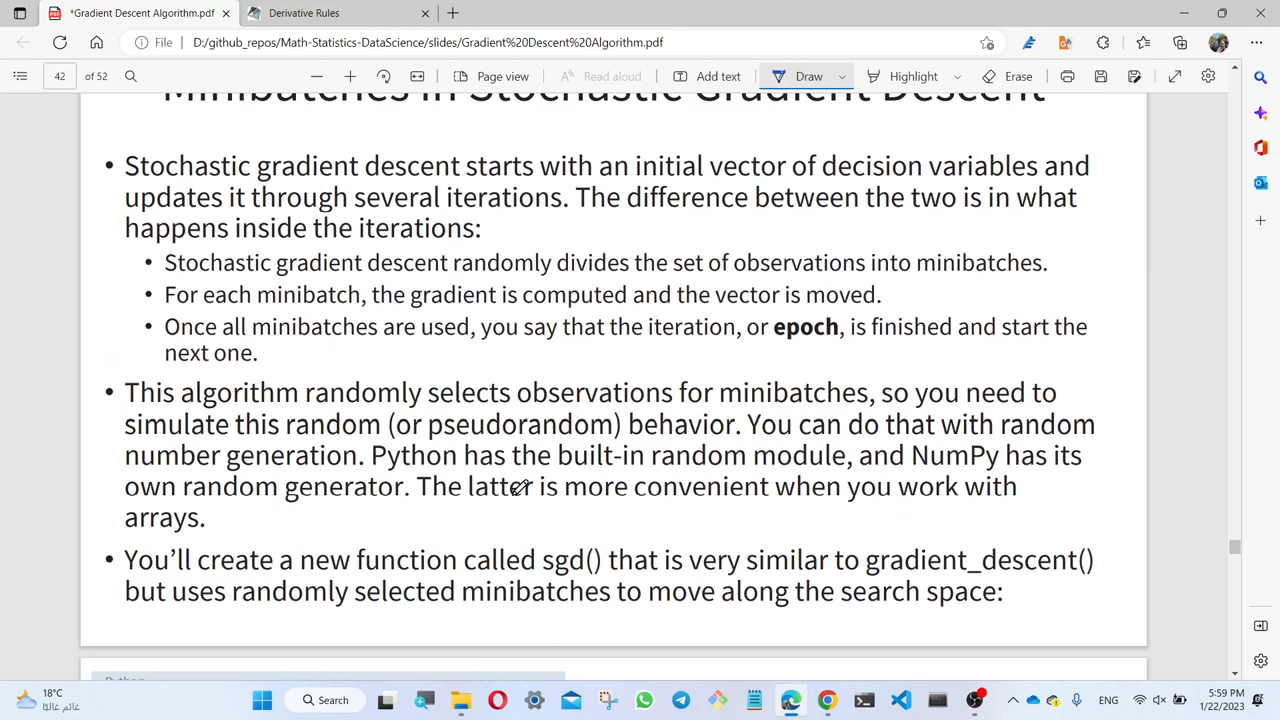 *Gradient Descent Algorithm.pdf
Derivative Rules
File
D:/github_repos/Math-Statistics-DataScience/slides/Gradient%20Descent%20Algorithm.pdf
42 of 52
Page view
Read aloud
Add text
Draw
Highlight
Erase
Minibatches in Stochastic Gradient Descent
• Stochastic gradient descent starts with an initial vector of decision variables and
updates it through several iterations. The difference between the two is in what
happens inside the iterations:
• Stochastic gradient descent randomly divides the set of observations into minibatches.
• For each minibatch, the gradient is computed and the vector is moved.
• Once all minibatches are used, you say that the iteration, or epoch, is finished and start the
next one.
• This algorithm randomly selects observations for minibatches, so you need to
simulate this random (or pseudorandom) behavior. You can do that with random
number generation. Python has the built-in random module, and NumPy has its
own random generator. The latter is more convenient when you work with
arrays.
• You’ll create a new function called sgd() that is very similar to gradient_descent()
but uses randomly selected minibatches to move along the search space:
Python
18°C
غائم غالبًا
Search
ENG
5:59 PM
1/22/2023